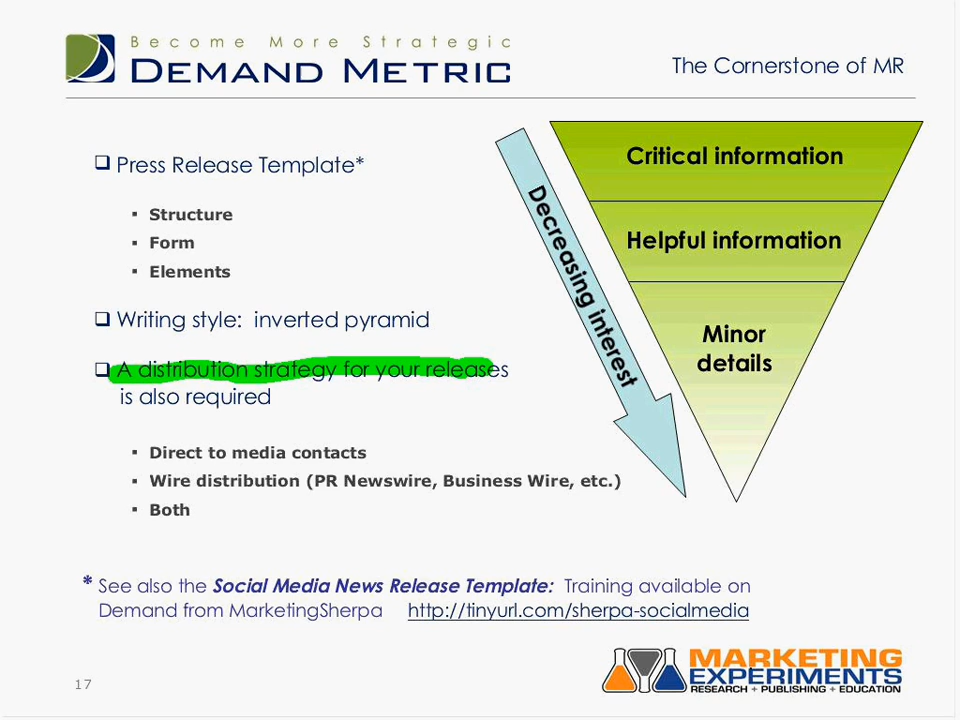 Become More Strategic
DEMAND METRIC
The Cornerstone of MR
Press Release Template*
Structure
Form
Elements
Writing style: inverted pyramid
A distribution strategy for your releases
is also required
Direct to media contacts
Wire distribution (PR Newswire, Business Wire, etc.)
Both
Decreasing interest
Critical information
Helpful information
Minor
details
* See also the Social Media News Release Template: Training available on
Demand from MarketingSherpa http://tinyurl.com/sherpa-socialmedia
17
MARKETING
EXPERIMENTS
RESEARCH + PUBLISHING + EDUCATION